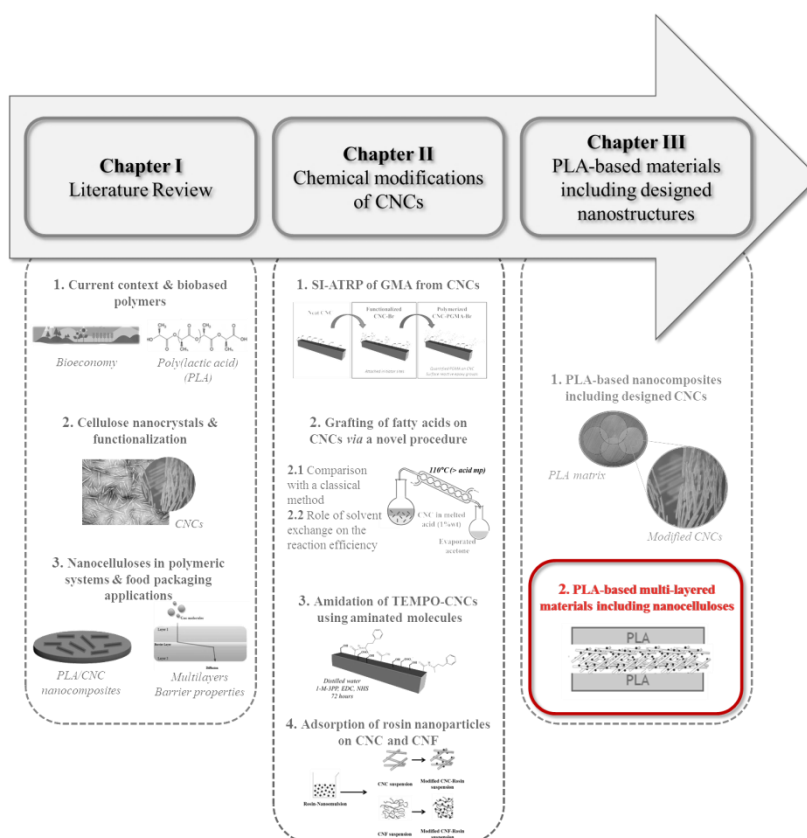 Chapter I
Literature Review
Chapter II
Chemical modifications
of CNCs
Chapter III
PLA-based materials
including designed
nanostructures
1. Current context & biobased
polymers
Bioeconomy
Poly(lactic acid)
(PLA)
2. Cellulose nanocrystals &
functionalization
CNCs
3. Nanocelluloses in polymeric
systems & food packaging
applications
PLA/CNC
nanocomposites
Multilayers
Barrier properties
1. SI-ATRP of GMA from CNCs
Functionalized
CNC-Br
Polymerized
CNC-PGMA-Br
2. Grafting of fatty acids on
CNCs via a novel procedure
2.1 Comparison
with a classical
method
2.2 Role of solvent
exchange on the
reaction efficiency
110°C (> acid mp)
CNC in melted
acid (1%wt)
Evaporated
acetone
3. Amidation of TEMPO-CNCs
using aminated molecules
Distilled water
1-M-3PP, EDC, NHS
72 hours
4. Adsorption of rosin nanoparticles
on CNC and CNF
Rosin-Nanoemulsion
CNC
suspension
Modified CNC-Rosin
suspension
CNF
suspension
Modified CNF-Rosin
suspension
1. PLA-based nanocomposites
including designed CNCs
PLA matrix
Modified CNCs
2. PLA-based multi-layered
materials including nanocelluloses
PLA
PLA